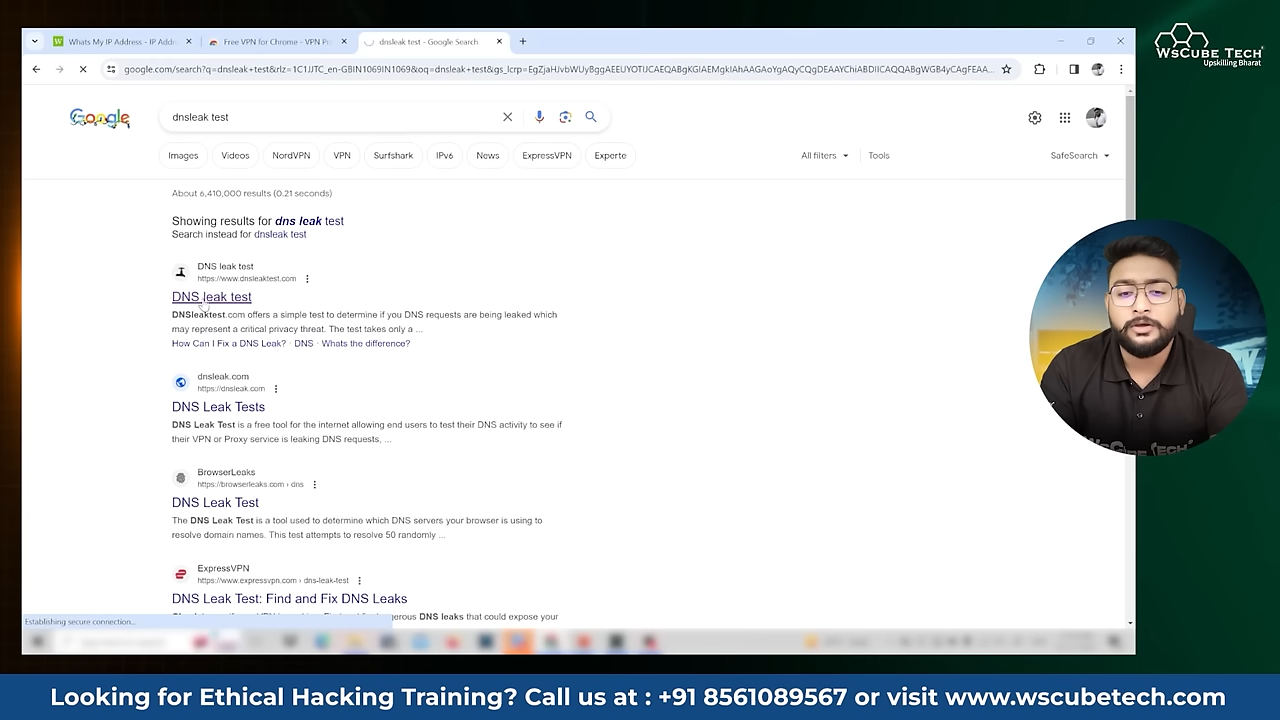 Whats My IP Address - IP Addr
Free VPN for Chrome - VPN Pr
dnsleak test - Google Search
google.com/search?q=dnsleak+test&rlz=1C1JJTC_en-GBIN1069IN1069&oq=dnsleak+test&gs_lcrp=
Google
dnsleak test
Images
Videos
NordVPN
VPN
Surfshark
IPv6
News
ExpressVPN
Experte
All filters
Tools
SafeSearch
About 6,410,000 results (0.21 seconds)
Showing results for dns leak test
Search instead for dnsleak test
DNS leak test
https://www.dnsleaktest.com
DNS leak test
DNSleaktest.com offers a simple test to determine if you DNS requests are being leaked which
may represent a critical privacy threat. The test takes only a ...
How Can I Fix a DNS Leak? · DNS · Whats the difference?
dnsleak.com
https://dnsleak.com
DNS Leak Tests
DNS Leak Test is a free tool for the internet allowing end users to test their DNS activity to see if
their VPN or Proxy service is leaking DNS requests, ...
BrowserLeaks
https://browserleaks.com › dns
DNS Leak Test
The DNS Leak Test is a tool used to determine which DNS servers your browser is using to
resolve domain names. This test attempts to resolve 50 randomly ...
ExpressVPN
https://www.expressvpn.com › dns-leak-test
DNS Leak Test: Find and Fix DNS Leaks
DNS leaks that could expose your
Establishing secure connection...
WsCube Tech
Upskilling Bharat
WsCube Tech
Looking for Ethical Hacking Training? Call us at : +91 8561089567 or visit www.wscubetech.com